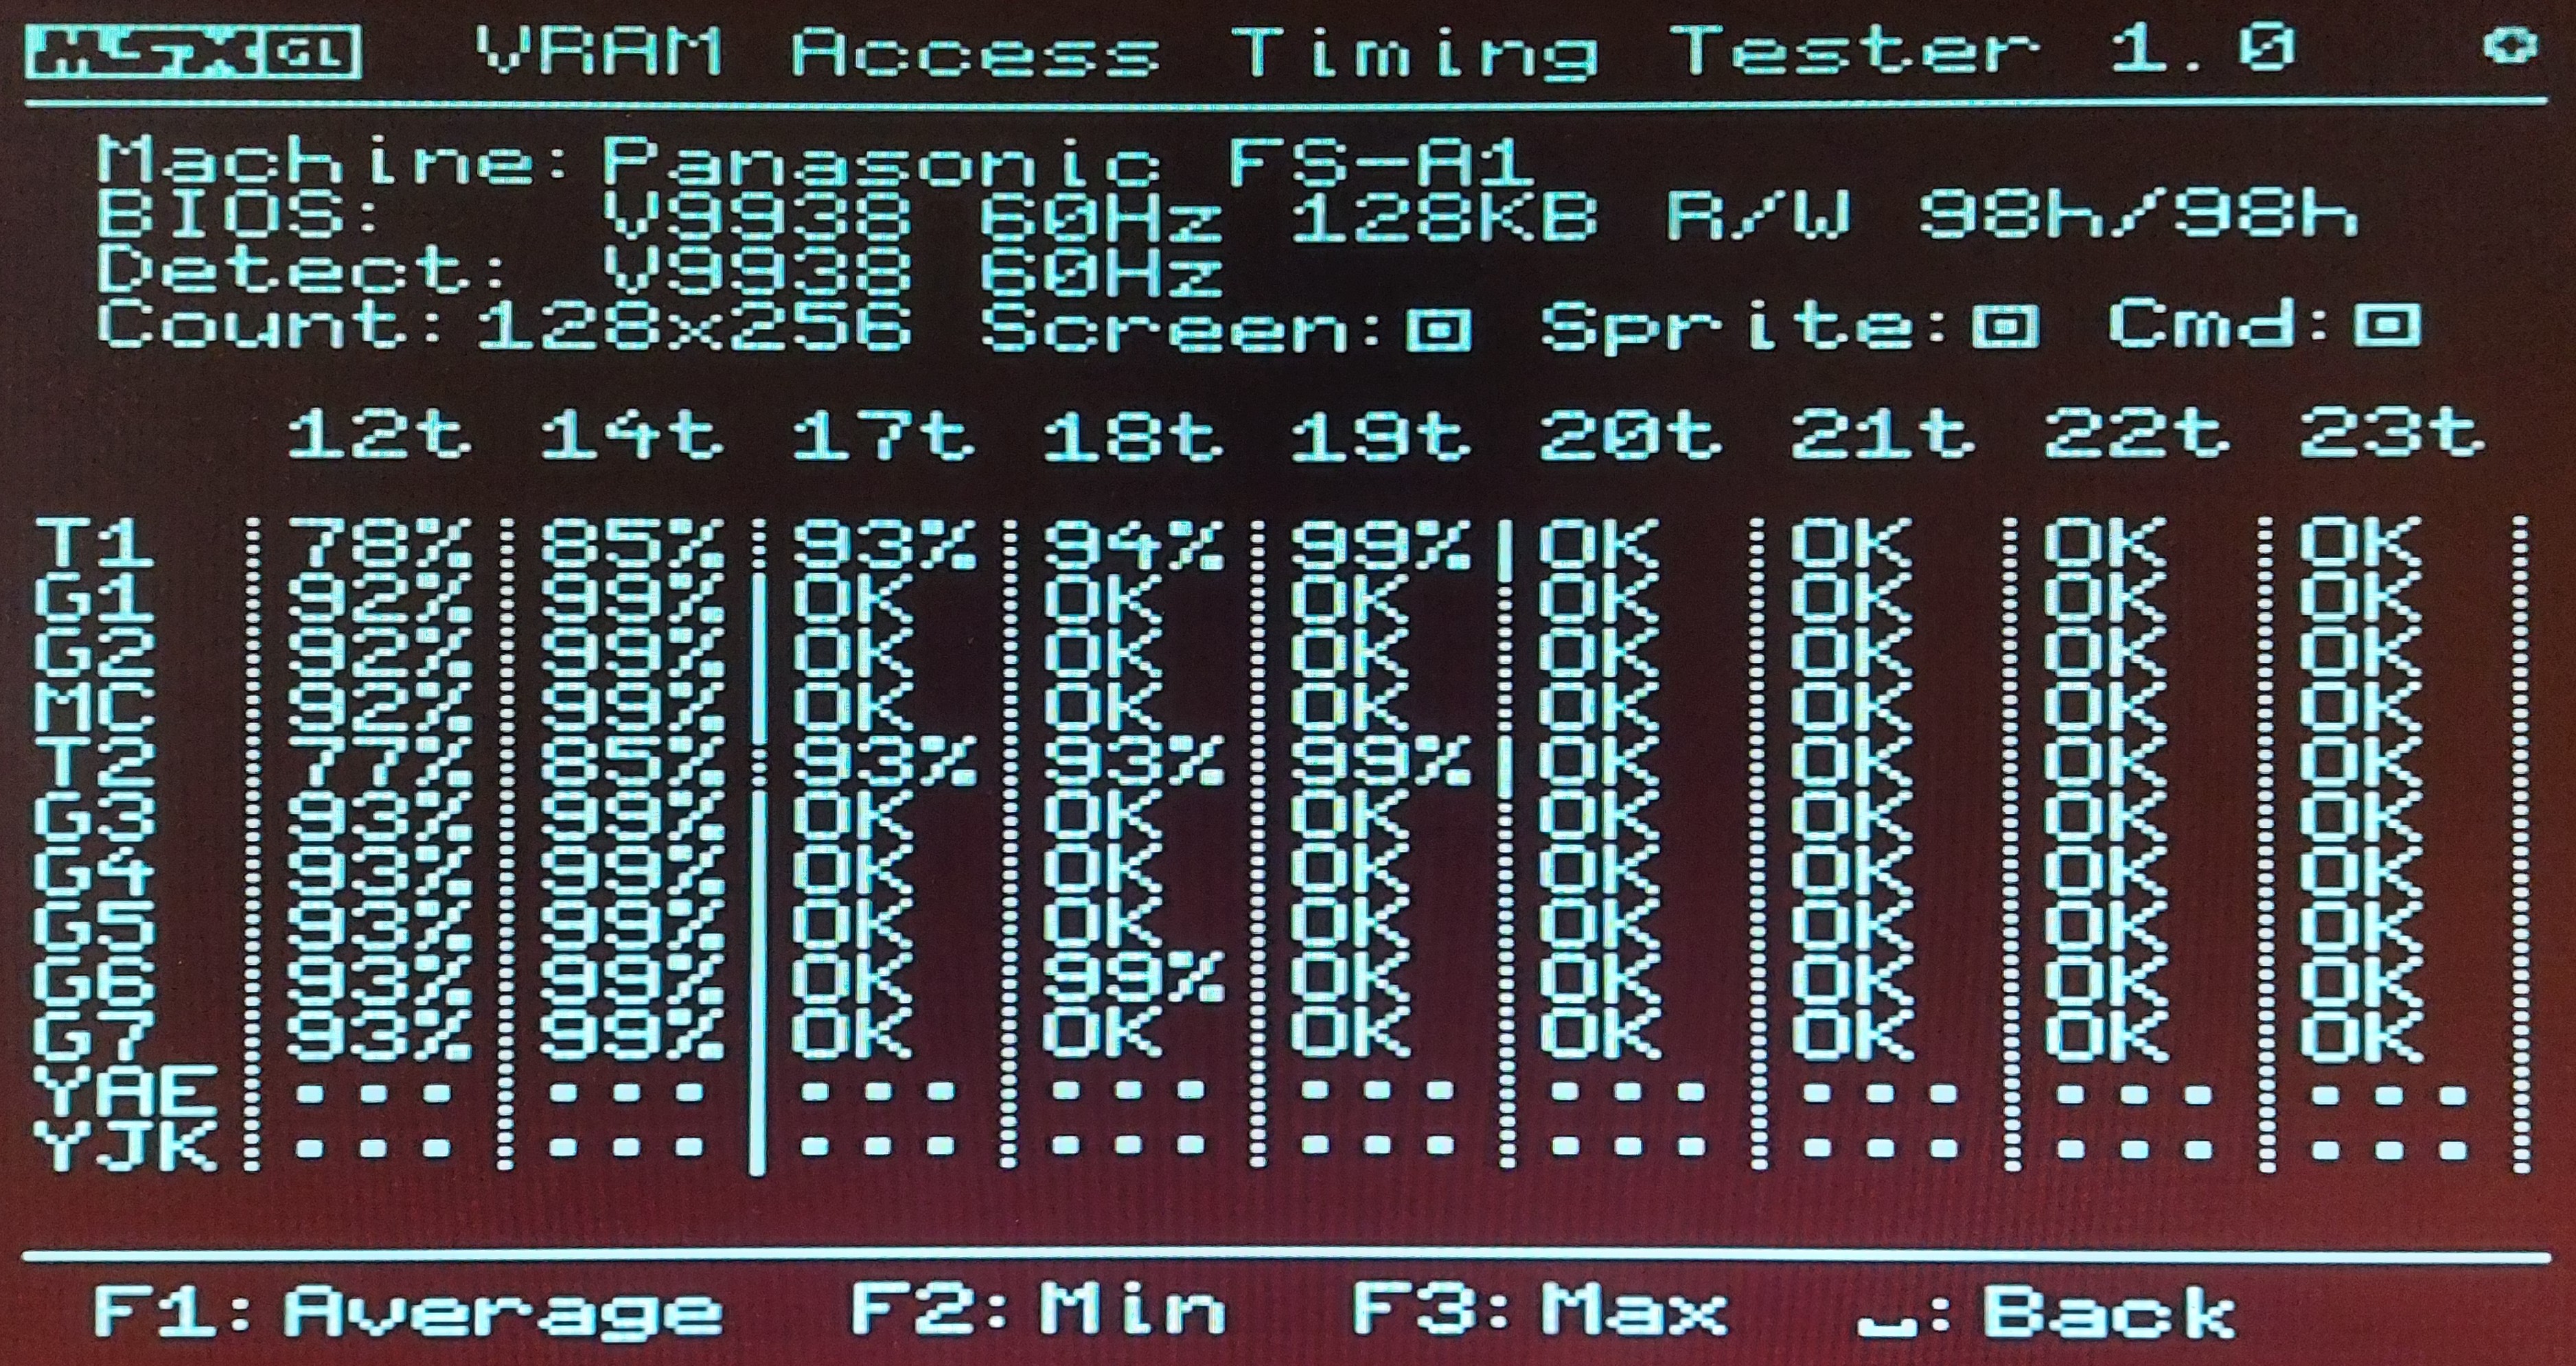 MSX GL VRAM Access Timing Tester 1.0
Machine: Panasonic FS-A1
BIOS: V9938 60Hz 128KB R/W 98h/98h
Detect: V9938 60Hz
Count: 128x256 Screen: Sprite: Cmd:
12t 14t 17t 18t 19t 20t 21t 22t 23t
T1 78% 85% 93% 94% 99% OK OK OK OK
G1 92% 99% OK OK OK OK OK OK OK
G2 92% 99% OK OK OK OK OK OK OK
MC 92% 99% OK OK OK OK OK OK OK
T2 77% 85% 93% 93% 99% OK OK OK OK
G3 93% 99% OK OK OK OK OK OK OK
G4 93% 99% OK OK OK OK OK OK OK
G5 93% 99% OK OK OK OK OK OK OK
G6 93% 99% OK 99% OK OK OK OK OK
G7 93% 99% OK OK OK OK OK OK OK
YAE ... ... ... ... ... ... ... ... ...
YJK ... ... ... ... ... ... ... ... ...
F1: Average F2: Min F3: Max ⎵: Back